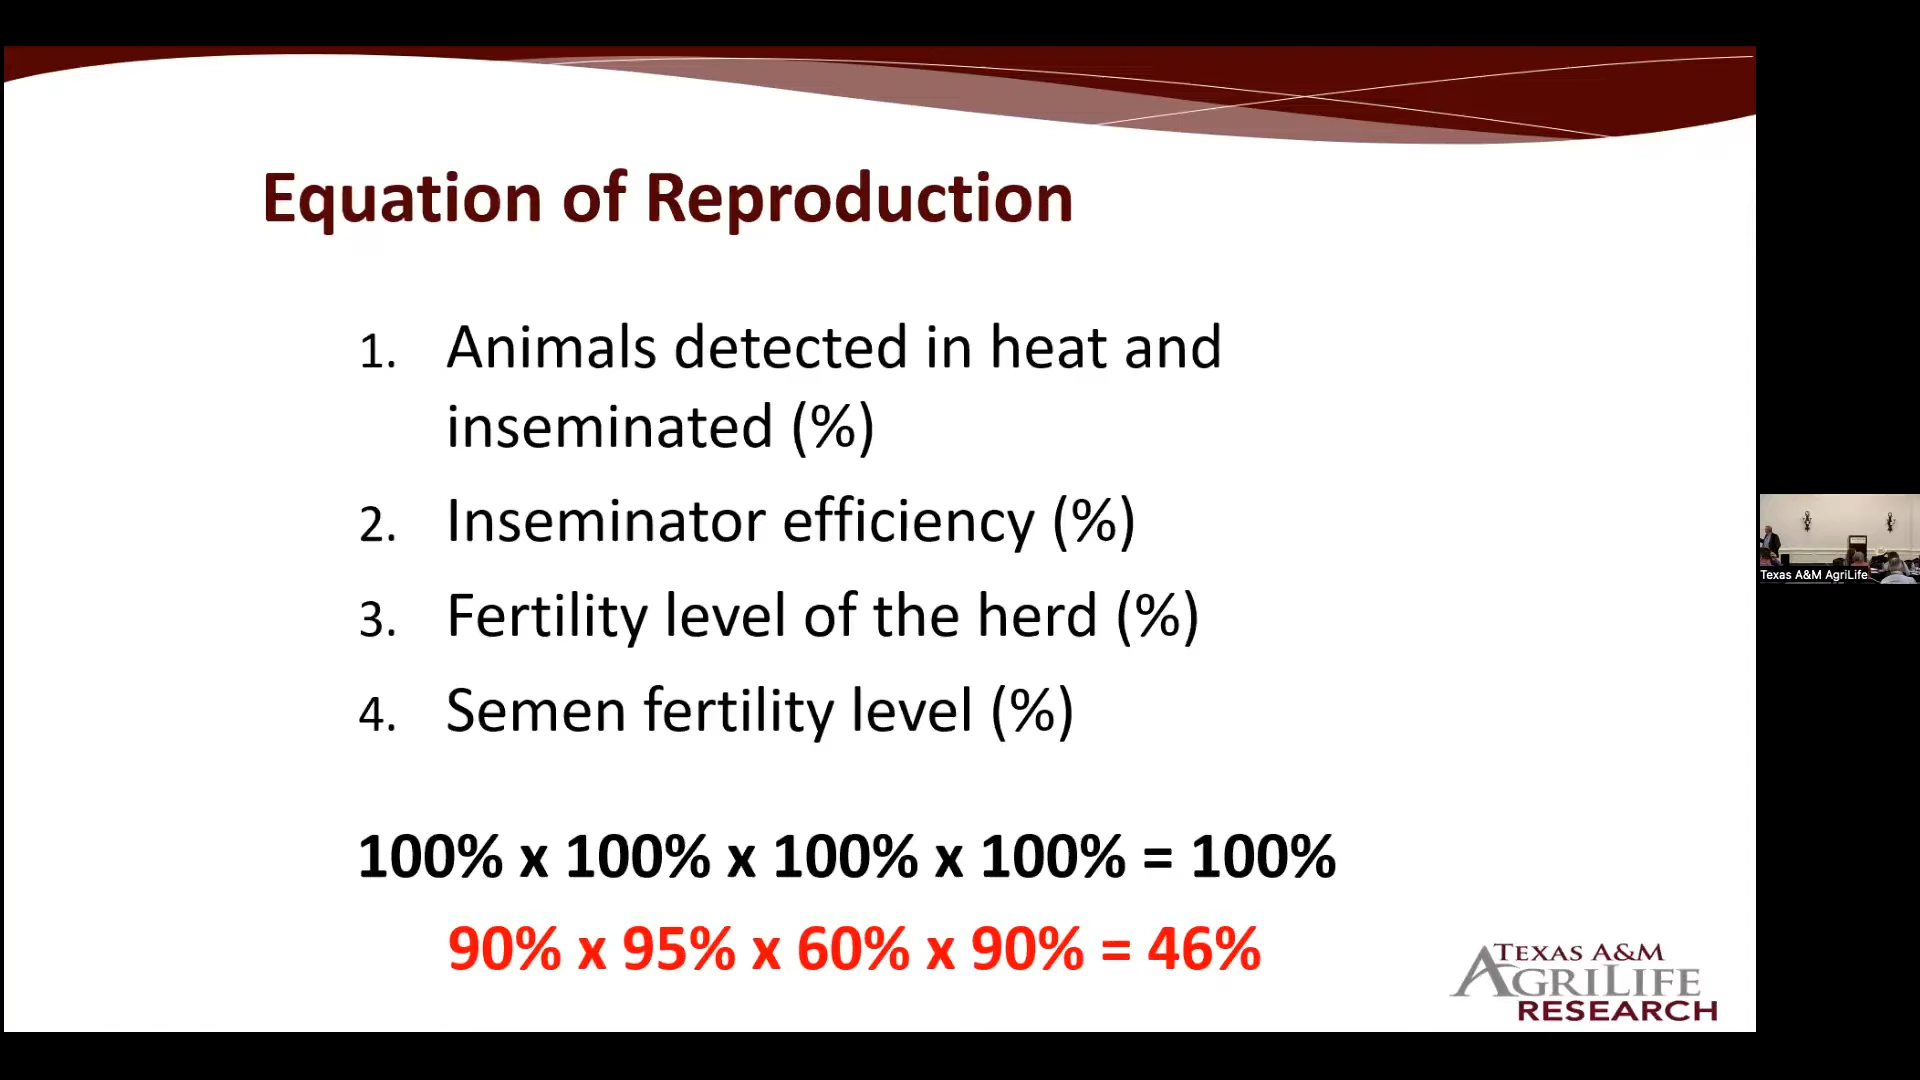 Equation of Reproduction
1. Animals detected in heat and
inseminated (%)
2. Inseminator efficiency (%)
3. Fertility level of the herd (%)
4. Semen fertility level (%)
100% x 100% x 100% x 100% = 100%
90% x 95% x 60% x 90% = 46%
TEXAS A&M
AGRILIFE
RESEARCH
Texas A&M AgriLife